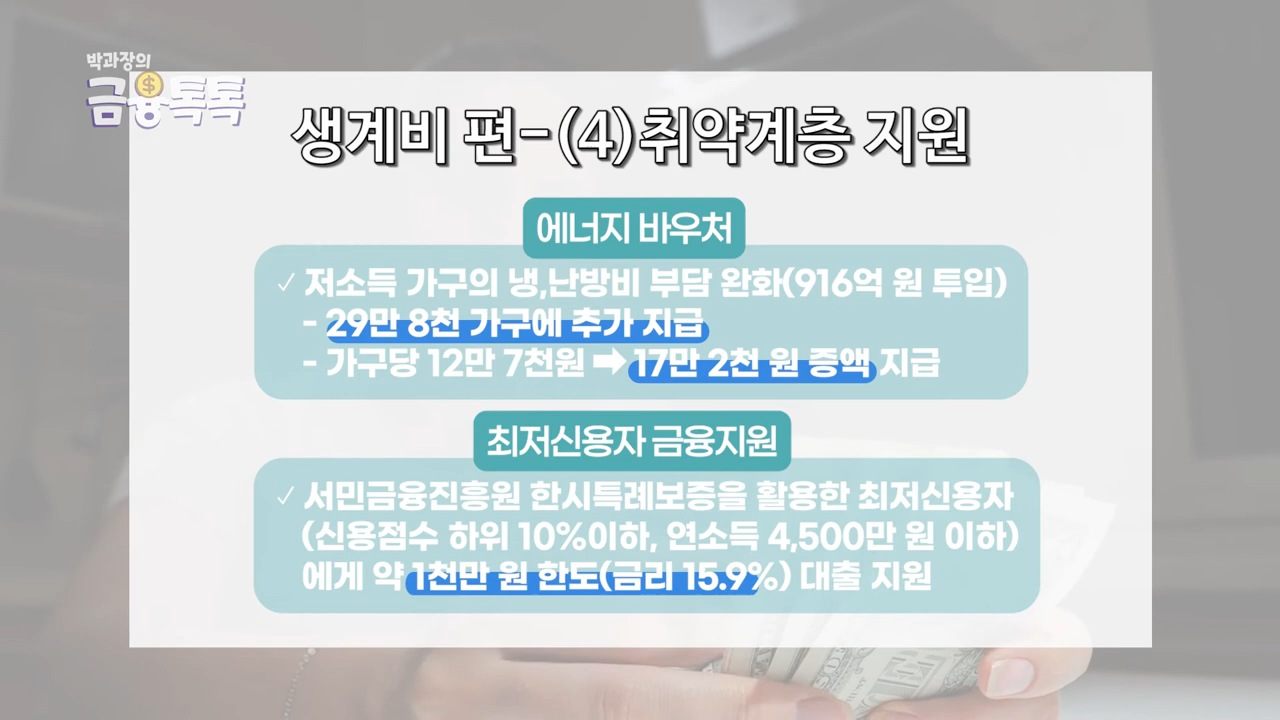 박과장의
금융톡톡
생계비 편-(4)취약계층 지원
에너지 바우처
✓ 저소득 가구의 냉,난방비 부담 완화(916억 원 투입)
- 29만 8천 가구에 추가 지급
- 가구당 12만 7천원 ➡ 17만 2천 원 증액 지급
최저신용자 금융지원
✓ 서민금융진흥원 한시특례보증을 활용한 최저신용자
(신용점수 하위 10%이하, 연소득 4,500만 원 이하)
에게 약 1천만 원 한도(금리 15.9%) 대출 지원